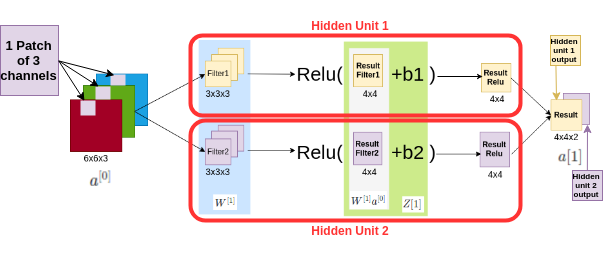 Hidden Unit 1
1 Patch
of 3
channels
Hidden
unit 1
output
Filter1
3x3x3
Relu(
Result
Filter1
4x4
+b1 )
Result
Relu
4x4
6x6x3
a[0]
Result
4x4x2
a[1]
Filter2
3x3x3
Relu(
Result
Filter2
4x4
+b2 )
Result
Relu
4x4
W[1]
W[1]a[0]
Z[1]
Hidden
unit 2
output
Hidden Unit 2